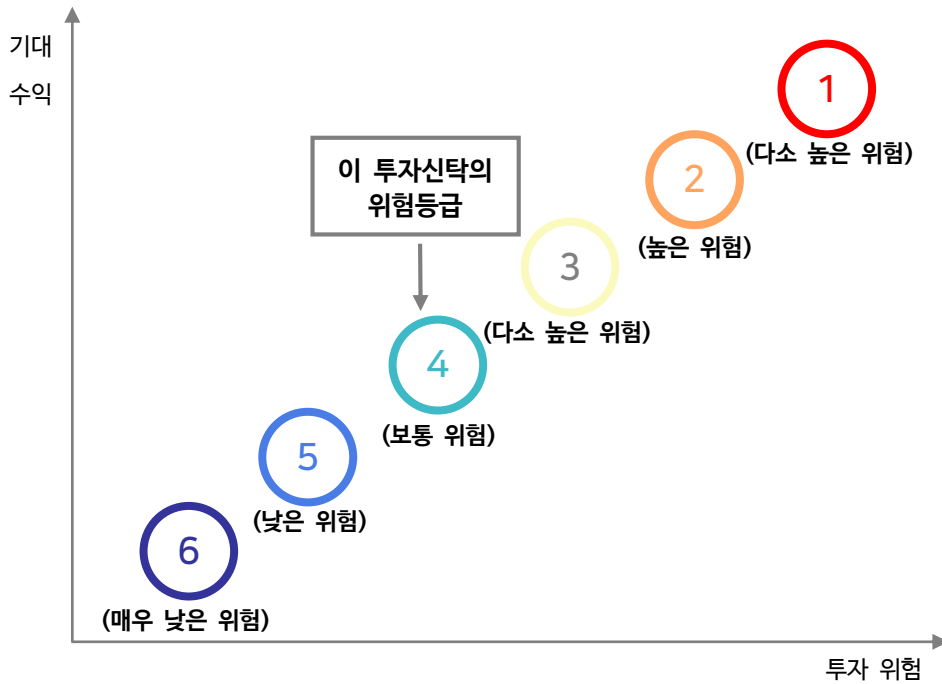 기대
수익
1
(다소 높은 위험)
이 투자신탁의
위험등급
2
(높은 위험)
3
(다소 높은 위험)
4
(보통 위험)
5
(낮은 위험)
6
(매우 낮은 위험)
투자 위험